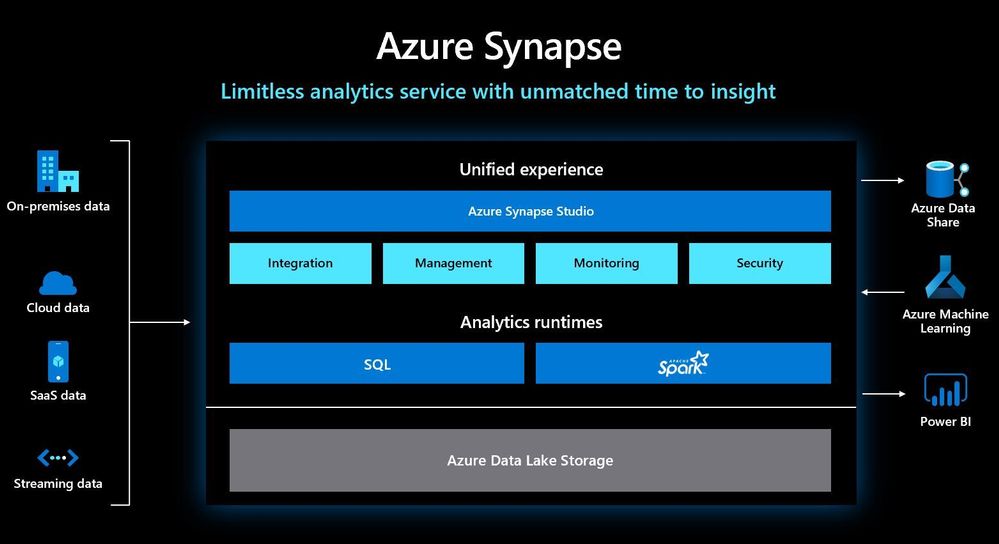 Azure Synapse
Limitless analytics service with unmatched time to insight
On-premises data
Cloud data
SaaS data
Streaming data
Unified experience
Azure Synapse Studio
Integration
Management
Monitoring
Security
Analytics runtimes
SQL
APACHE
Spark
Azure Data Lake Storage
Azure Data
Share
Azure Machine
Learning
Power BI